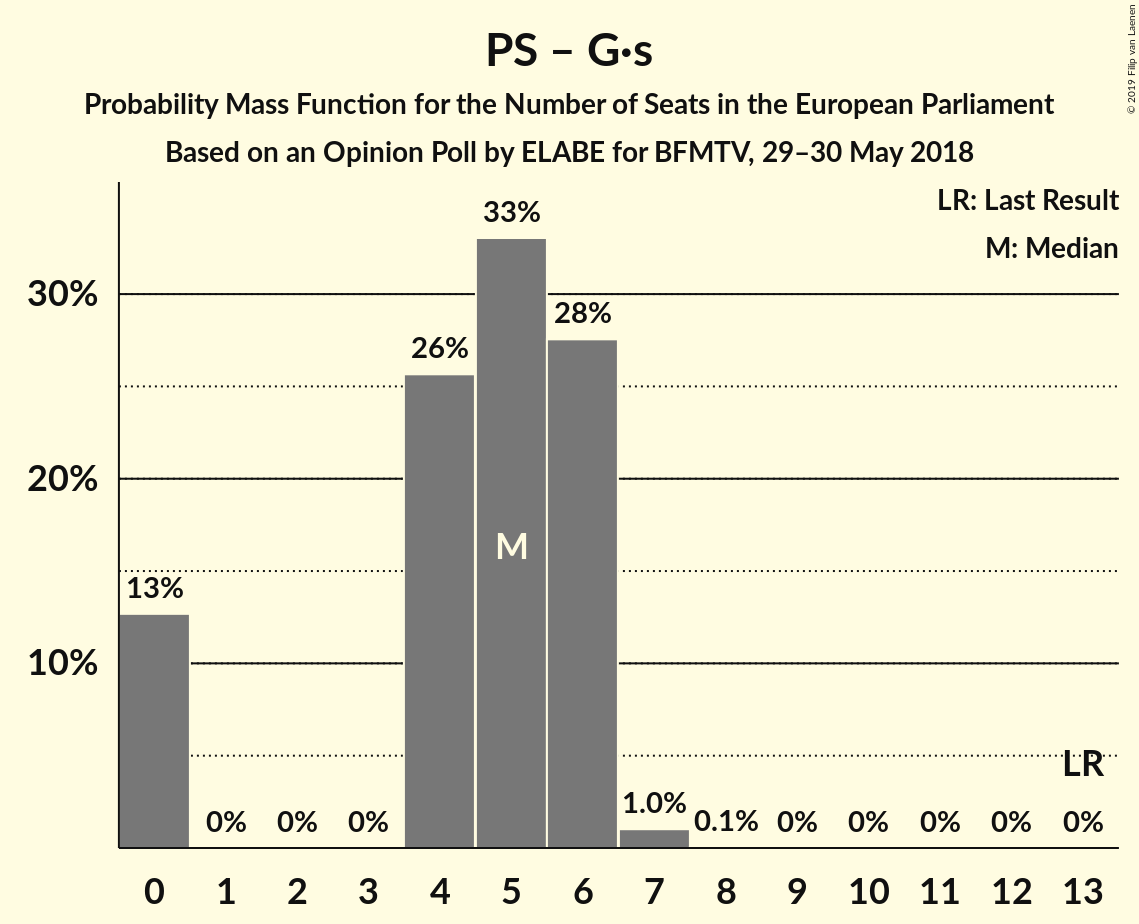 PS – G·s
Probability Mass Function for the Number of Seats in the European Parliament
Based on an Opinion Poll by ELABE for BFMTV, 29–30 May 2018
© 2019 Filip van Laenen
LR: Last Result
M: Median
30%
20%
10%
13%
0%
0%
0%
26%
33%
28%
1.0%
0.1%
0%
0%
0%
0%
0%
M
LR
0 1 2 3 4 5 6 7 8 9 10 11 12 13